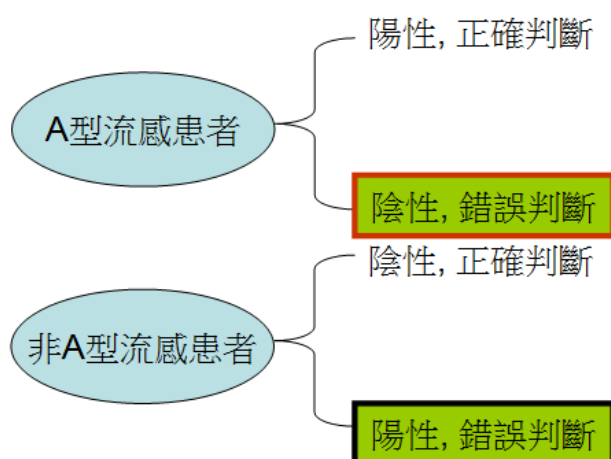 陽性, 正確判斷
A型流感患者
陰性, 錯誤判斷
陰性, 正確判斷
非A型流感患者
陽性, 錯誤判斷